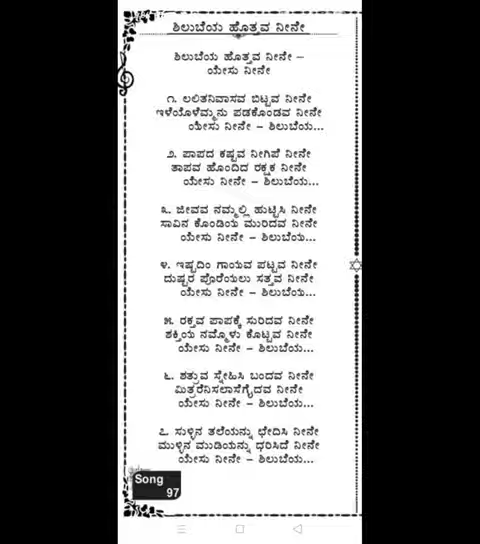 ಶಿಲುಬೆಯ ಹೊತ್ತವ ನೀನೇ
ಶಿಲುಬೆಯ ಹೊತ್ತವ ನೀನೇ –
ಯೇಸು ನೀನೇ
೧. ಲಲಿತನಿವಾಸವ ಬಿಟ್ಟವ ನೀನೇ
ಇಳೆಯೊಳೆಮ್ಮನು ಪಡಕೊಂಡವ ನೀನೇ
ಯೇಸು ನೀನೇ – ಶಿಲುಬೆಯ...
೨. ಪಾಪದ ಕಷ್ಟವ ನೀಗಿಪೆ ನೀನೇ
ತಾಪವ ಹೊಂದಿದ ರಕ್ಷಕ ನೀನೇ
ಯೇಸು ನೀನೇ – ಶಿಲುಬೆಯ...
೩. ಜೀವವ ನಮ್ಮಲ್ಲಿ ಹುಟ್ಟಿಸಿ ನೀನೇ
ಸಾವಿನ ಕೊಂಡಿಯ ಮುರಿದವ ನೀನೇ
ಯೇಸು ನೀನೇ – ಶಿಲುಬೆಯ...
೪. ಇಷ್ಟದಿಂ ಗಾಯವ ಪಟ್ಟವ ನೀನೇ
ದುಷ್ಟರ ಪೊರೆಯಲು ಸತ್ತವ ನೀನೇ
ಯೇಸು ನೀನೇ – ಶಿಲುಬೆಯ...
೫. ರಕ್ತವ ಪಾಪಕ್ಕೆ ಸುರಿದವ ನೀನೇ
ಶಕ್ತಿಯ ನಮ್ಮೊಳು ಕೊಟ್ಟವ ನೀನೇ
ಯೇಸು ನೀನೇ – ಶಿಲುಬೆಯ...
೬. ಶತ್ರುವ ಸ್ನೇಹಿಸಿ ಬಂದವ ನೀನೇ
ಮಿತ್ರರೆನಿಸಲಾಸೆಗೈದವ ನೀನೇ
ಯೇಸು ನೀನೇ – ಶಿಲುಬೆಯ...
೭. ಸುಳ್ಳಿನ ತಲೆಯನ್ನು ಛೇದಿಸಿ ನೀನೇ
ಮುಳ್ಳಿನ ಮುಡಿಯನ್ನು ಧರಿಸಿದೆ ನೀನೇ
ಯೇಸು ನೀನೇ – ಶಿಲುಬೆಯ...
Song
97